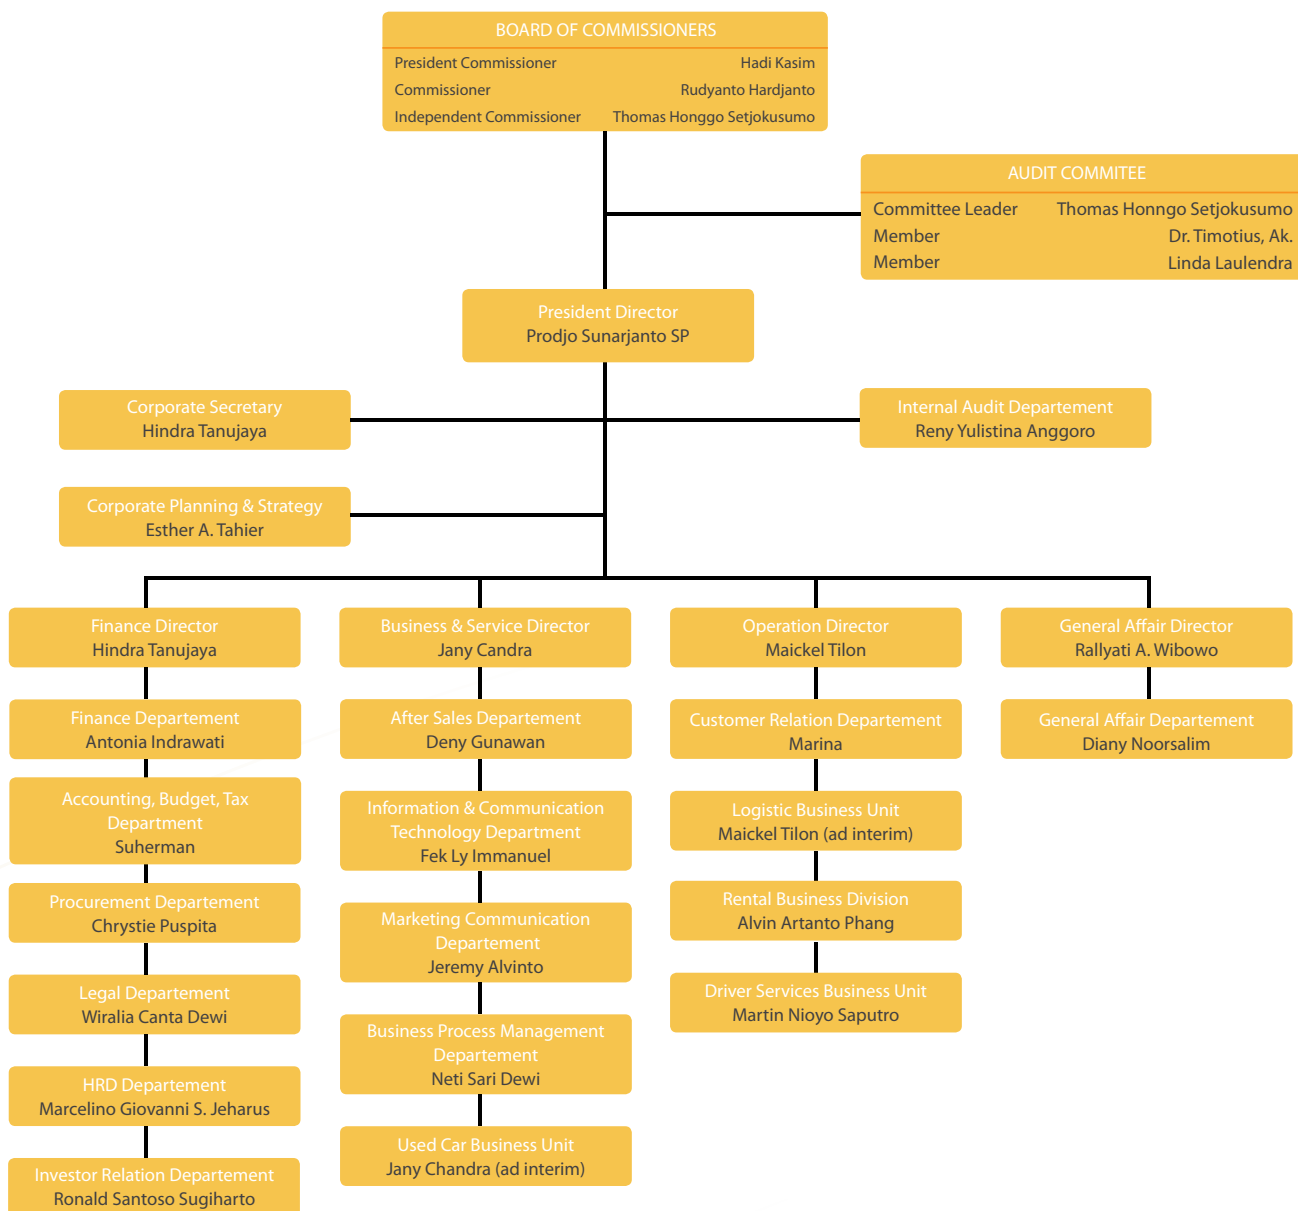 BOARD OF COMMISSIONERS
President Commissioner Hadi Kasim
Commissioner Rudyanto Hardjanto
Independent Commissioner Thomas Honggo Setjokusumo
AUDIT COMMITEE
Committee Leader Thomas Honngo Setjokusumo
Member Dr. Timotius, Ak.
Member Linda Laulendra
President Director
Prodjo Sunarjanto SP
Corporate Secretary
Hindra Tanujaya
Internal Audit Departement
Reny Yulistina Anggoro
Corporate Planning & Strategy
Esther A. Tahier
Finance Director
Hindra Tanujaya
Finance Departement
Antonia Indrawati
Accounting, Budget, Tax
Department
Suherman
Procurement Departement
Chrystie Puspita
Legal Departement
Wiralia Canta Dewi
HRD Departement
Marcelino Giovanni S. Jeharus
Investor Relation Departement
Ronald Santoso Sugiharto
Business & Service Director
Jany Candra
After Sales Departement
Deny Gunawan
Information & Communication
Technology Department
Fek Ly Immanuel
Marketing Communication
Departement
Jeremy Alvinto
Business Process Management
Departement
Neti Sari Dewi
Used Car Business Unit
Jany Chandra (ad interim)
Operation Director
Maickel Tilon
Customer Relation Departement
Marina
Logistic Business Unit
Maickel Tilon (ad interim)
Rental Business Division
Alvin Artanto Phang
Driver Services Business Unit
Martin Nioyo Saputro
General Affair Director
Rallyati A. Wibowo
General Affair Departement
Diany Noorsalim